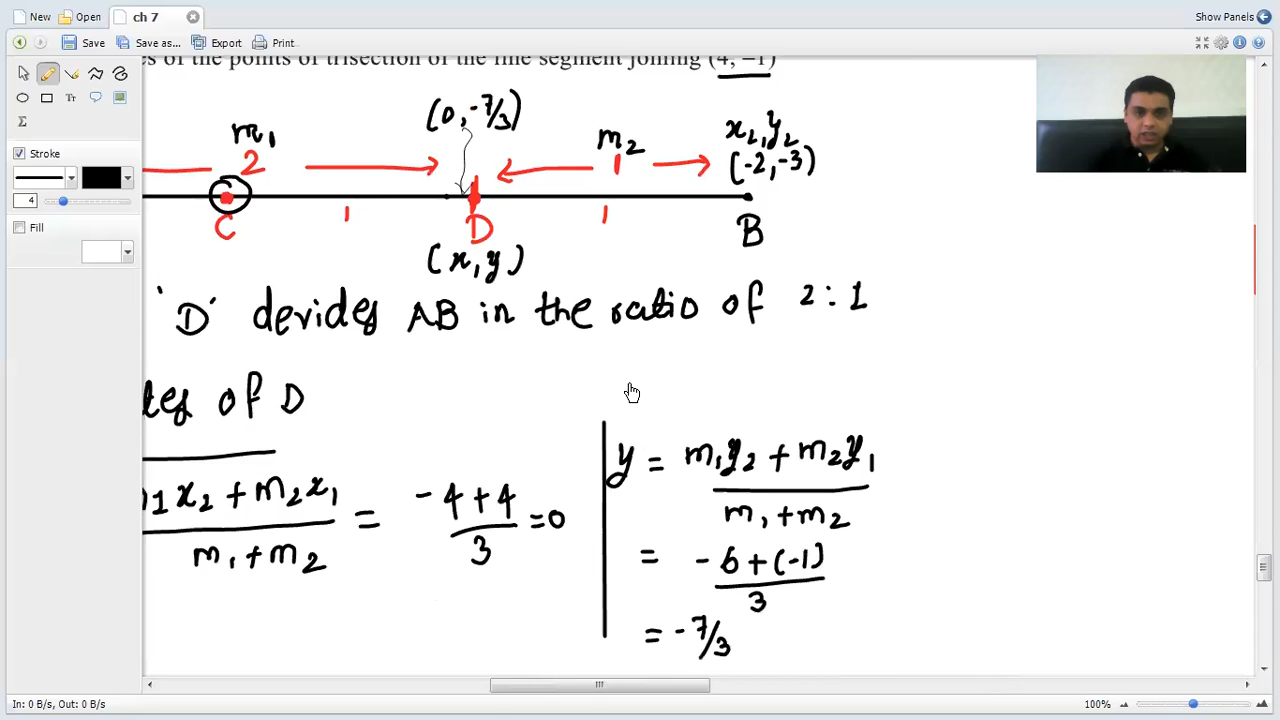 New Open ch 7 Show Panels
Save Save as... Export Print
es of the points of trisection of the line segment joining (4, –1)
(0, -7/3)
m₁ m₂ x₂, y₂
2 1 (-2, -3)
1 1
C D B
(x, y)
Stroke
4
Fill
'D' devides AB in the ratio of 2 : 1
tes of D
1x₂ + m₂x₁ / m₁ + m₂ = -4 + 4 / 3 = 0
y = m₁y₂ + m₂y₁ / m₁ + m₂
= -6 + (-1) / 3
= -7/3
In: 0 B/s, Out: 0 B/s 100%